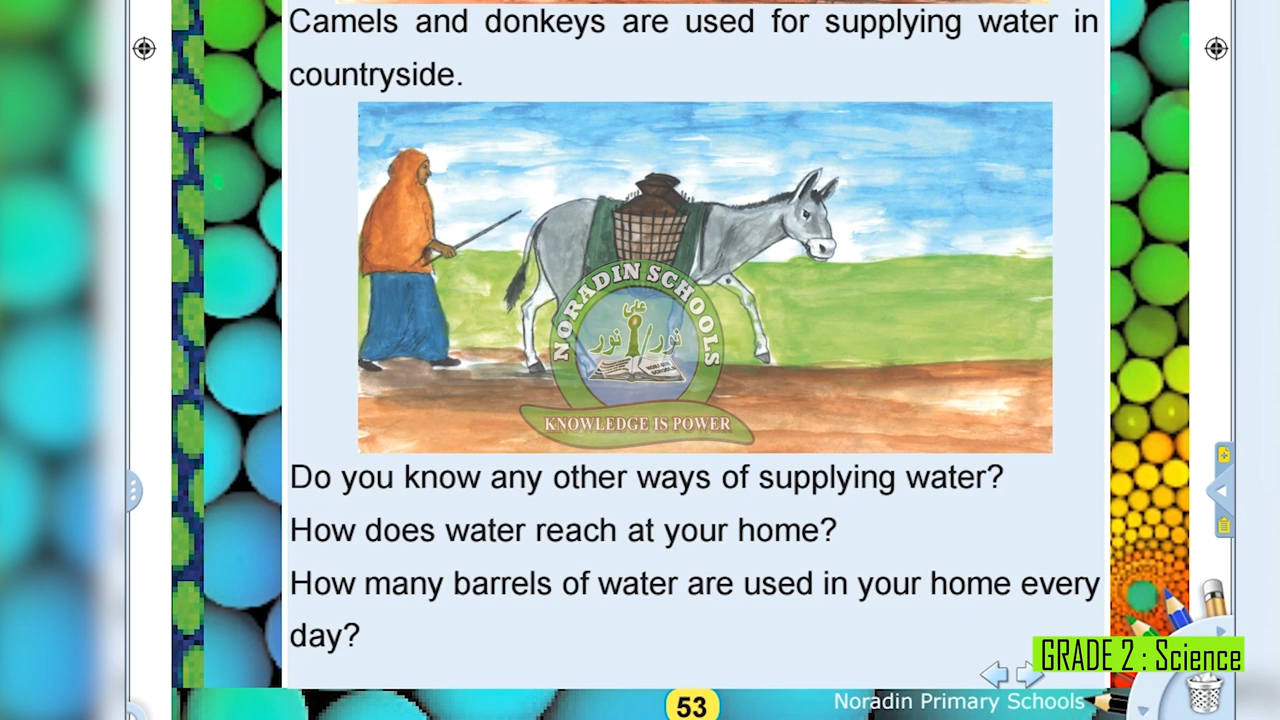 Camels and donkeys are used for supplying water in
countryside.
NORADIN SCHOOLS
على
نور نور
KNOWLEDGE IS POWER
Do you know any other ways of supplying water?
How does water reach at your home?
How many barrels of water are used in your home every
day?
GRADE 2 : Science
53
Noradin Primary Schools